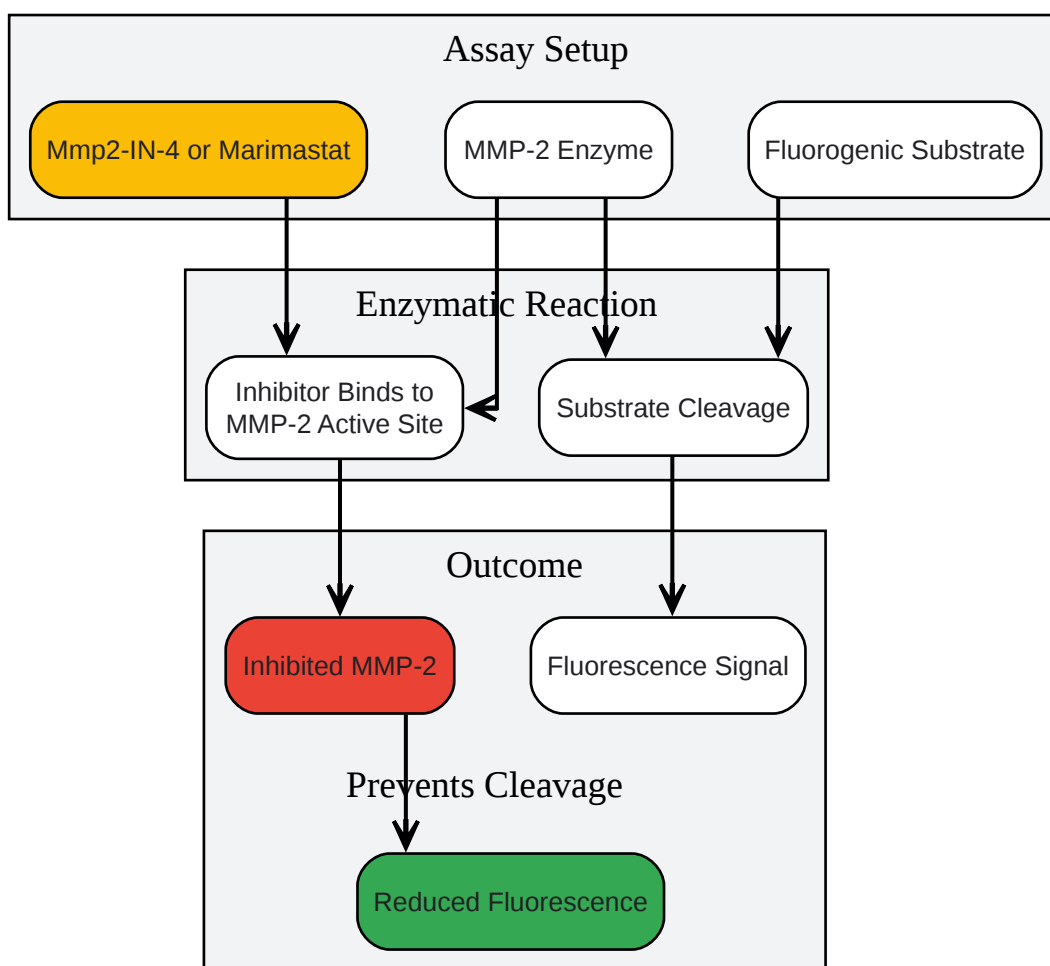 Assay Setup
Mmp2-IN-4 or Marimastat
MMP-2 Enzyme
Fluorogenic Substrate
Enzymatic Reaction
Inhibitor Binds to
MMP-2 Active Site
Substrate Cleavage
Outcome
Inhibited MMP-2
Fluorescence Signal
Prevents Cleavage
Reduced Fluorescence